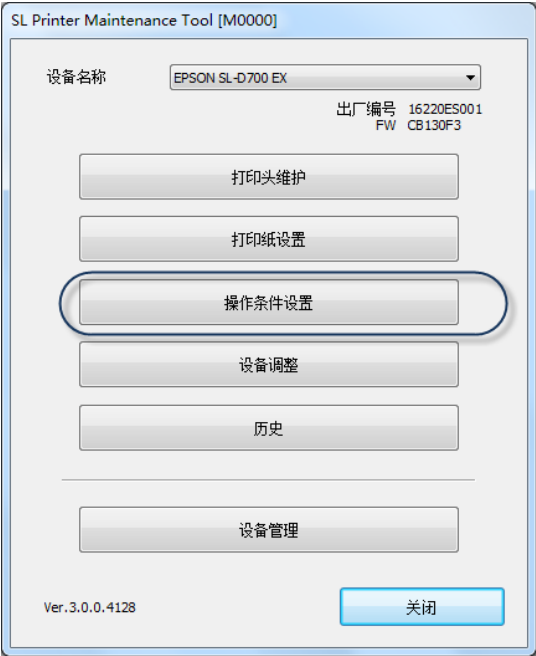 SL Printer Maintenance Tool [M0000]
设备名称 EPSON SL-D700 EX
出厂编号 16220ES001
FW CB130F3
打印头维护
打印纸设置
操作条件设置
设备调整
历史
设备管理
Ver.3.0.0.4128 关闭